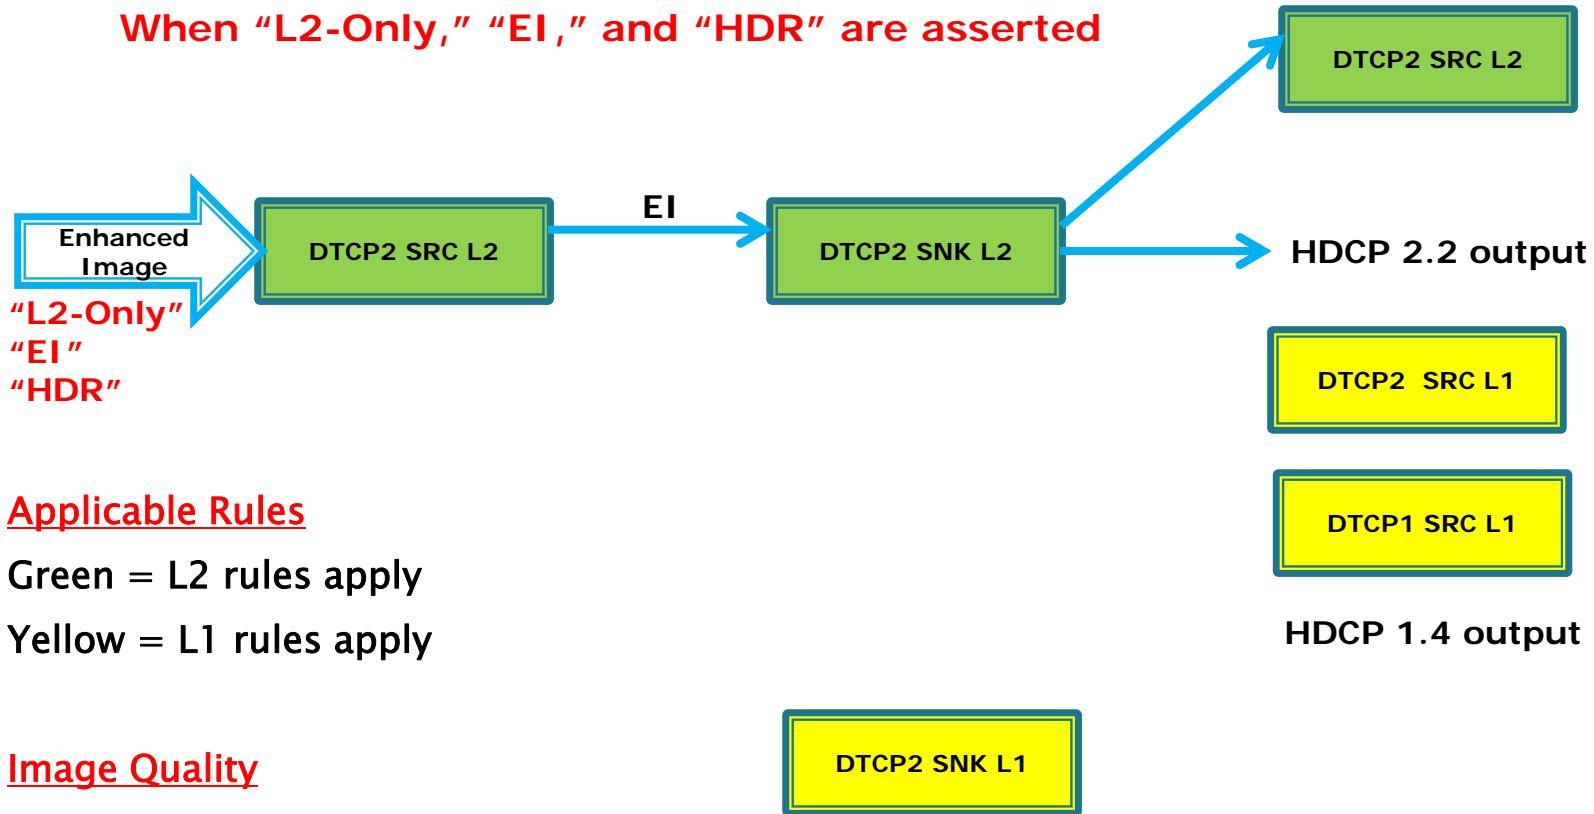 When “L2-Only,” “EI,” and “HDR” are asserted
DTCP2 SRC L2
EI
Enhanced
Image
DTCP2 SRC L2
DTCP2 SNK L2
HDCP 2.2 output
“L2-Only”
“EI”
“HDR”
DTCP2 SRC L1
Applicable Rules
DTCP1 SRC L1
Green = L2 rules apply
Yellow = L1 rules apply
HDCP 1.4 output
Image Quality
DTCP2 SNK L1